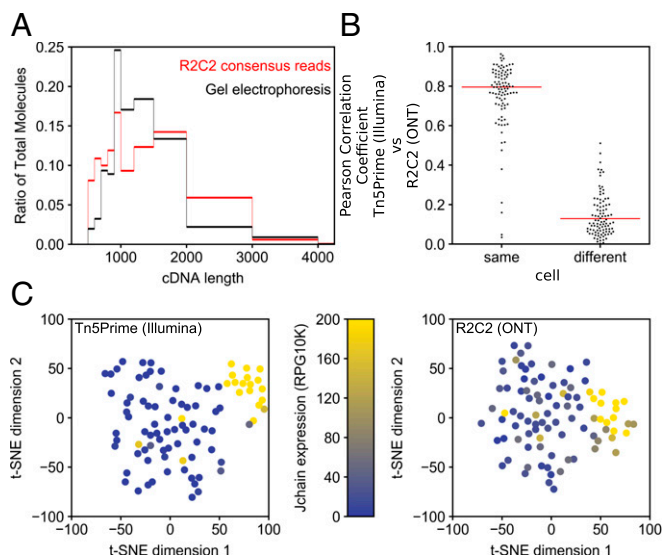 A
0.25
0.20
0.15
0.10
0.05
0.00
Ratio of Total Molecules
R2C2 consensus reads
Gel electrophoresis
1000 2000 3000 4000
cDNA length
B
1.0
0.8
0.6
0.4
0.2
0.0
Pearson Correlation
Coefficient
Tn5Prime (Illumina)
vs
R2C2 (ONT)
same different
cell
C
100
50
0
−50
−100
t-SNE dimension 2
Tn5Prime (Illumina)
−100 −50 0 50 100
t-SNE dimension 1
200
160
120
80
40
0
Jchain expression (RPG10K)
100
50
0
−50
−100
t-SNE dimension 2
R2C2 (ONT)
−100 −50 0 50 100
t-SNE dimension 1